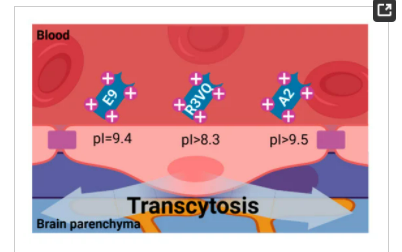 Blood
E9
R3VQ
A2
pI=9.4
pI>8.3
pI>9.5
Transcytosis
Brain parenchyma